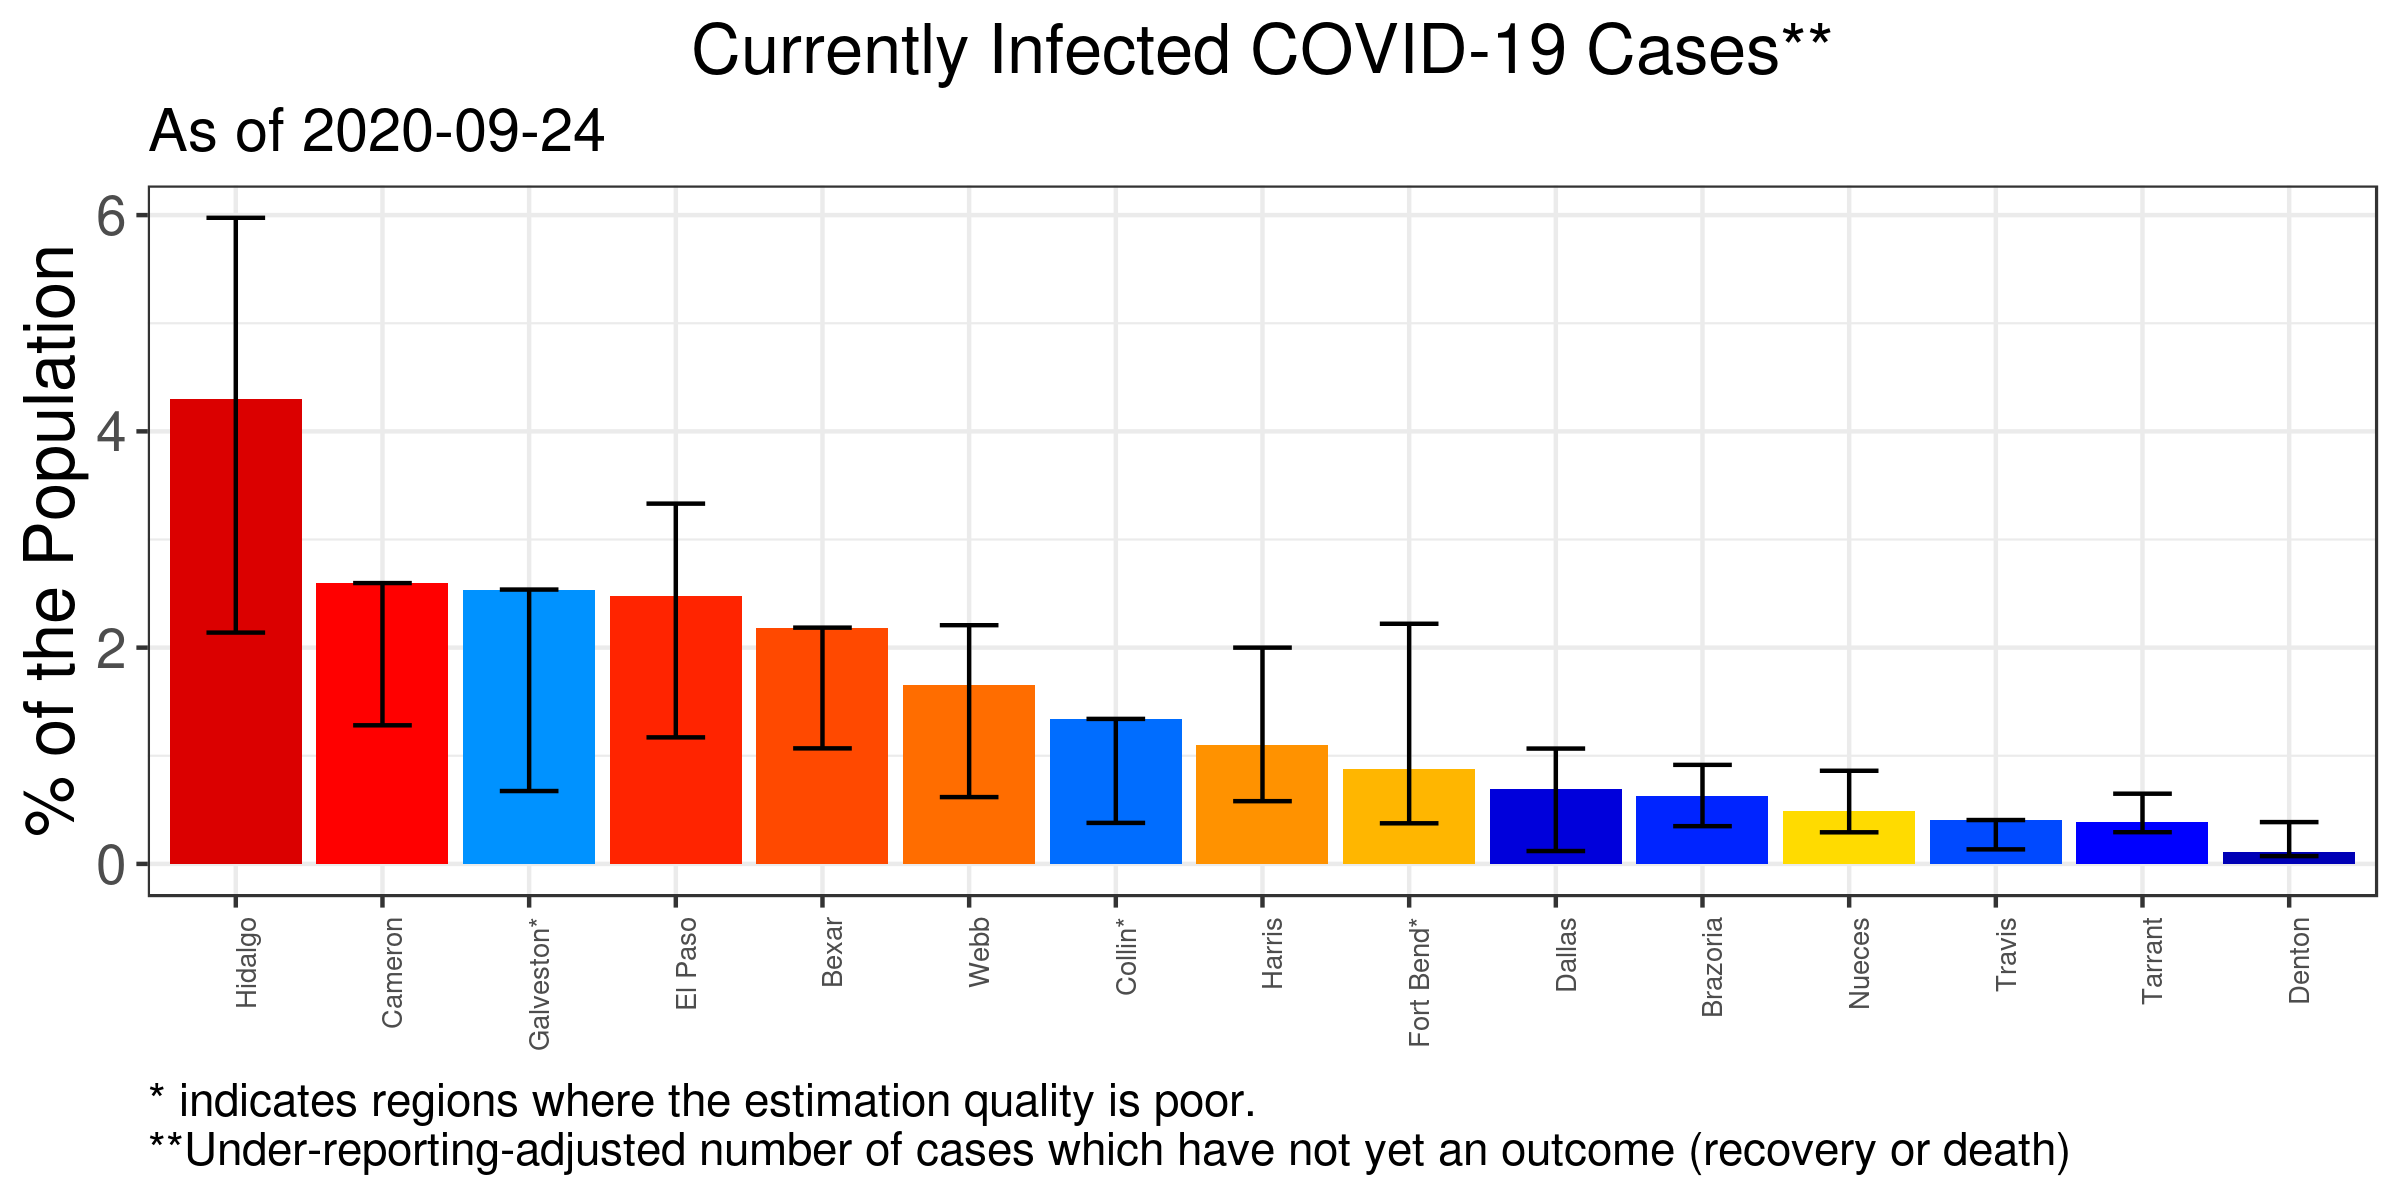 Currently Infected COVID-19 Cases**
As of 2020-09-24
% of the Population
6
4
2
0
Hidalgo
Cameron
Galveston*
El Paso
Bexar
Webb
Collin*
Harris
Fort Bend*
Dallas
Brazoria
Nueces
Travis
Tarrant
Denton
* indicates regions where the estimation quality is poor.
**Under-reporting-adjusted number of cases which have not yet an outcome (recovery or death)